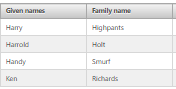 Given names Family name
Harry Highpants
Harrold Holt
Handy Smurf
Ken Richards